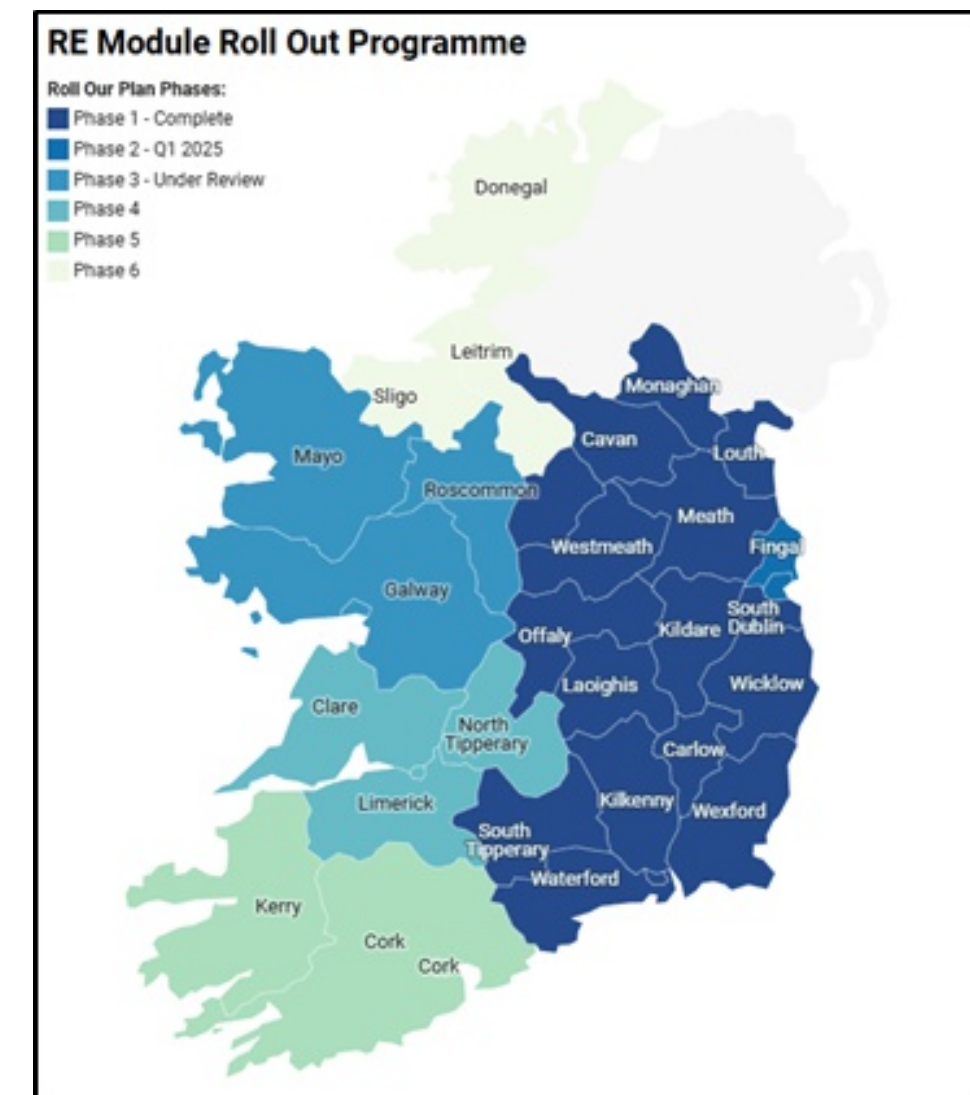 RE Module Roll Out Programme
Roll Our Plan Phases:
Phase 1 - Complete
Phase 2 - Q1 2025
Phase 3 - Under Review
Phase 4
Phase 5
Phase 6
Donegal
Leitrim
Monaghan
Sligo
Cavan
Louth
Mayo
Roscommon
Meath
Westmeath
Fingal
Galway
South
Dublin
Offaly
Kildare
Laoighis
Wicklow
Clare
North
Tipperary
Carlow
Limerick
Kilkenny
Wexford
South
Tipperary
Waterford
Kerry
Cork
Cork